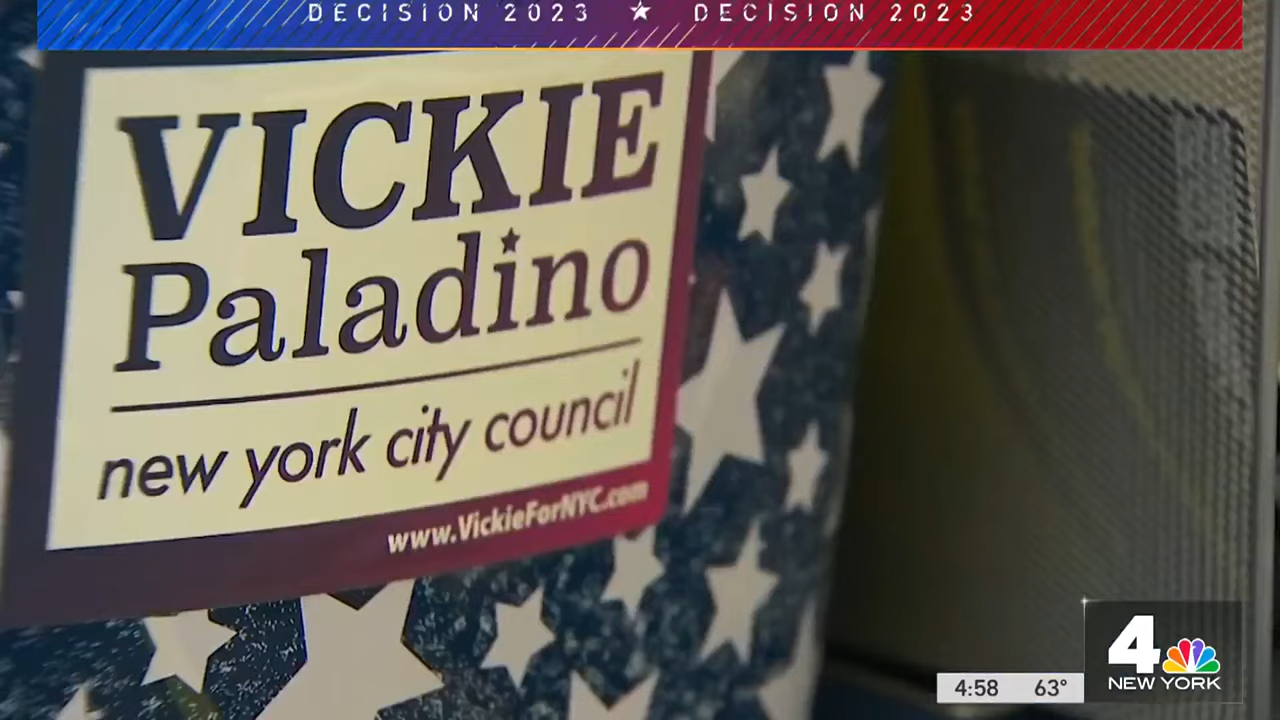 DECISION 2023 ★ DECISION 2023
VICKIE
Paladino
new york city council
www.VickieForNYC.com
4
NEW YORK
4:58 63°